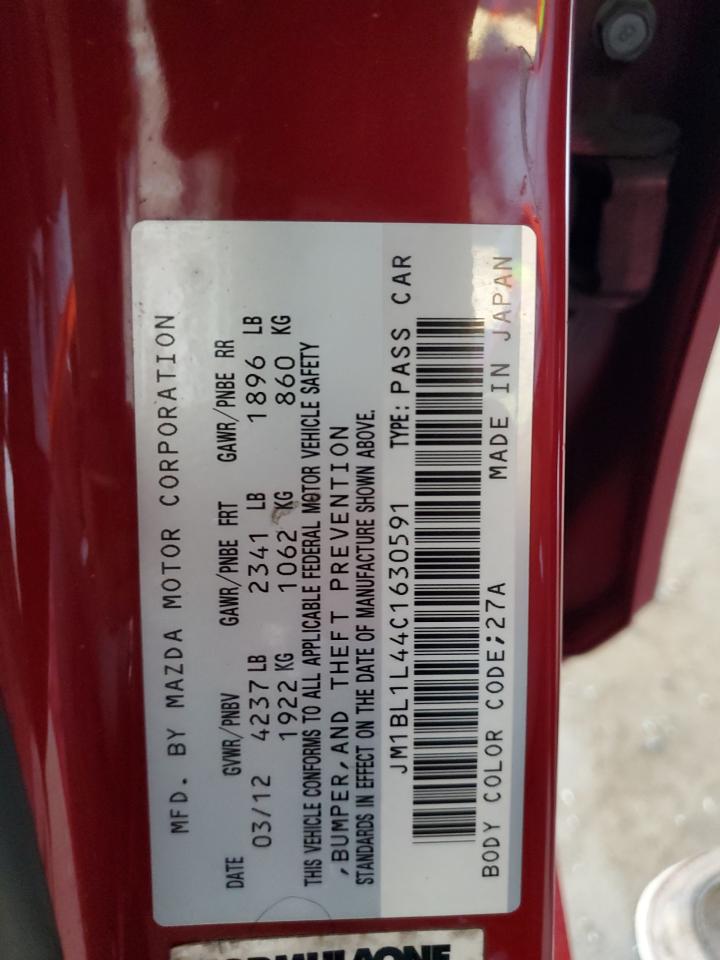 MFD. BY MAZDA MOTOR CORPORATION
DATE GVWR/PNBV GAWR/PNBE FRT GAWR/PNBE RR
03/12 4237 LB 2341 LB 1896 LB
1922 KG 1062 KG 860 KG
THIS VEHICLE CONFORMS TO ALL APPLICABLE FEDERAL MOTOR VEHICLE SAFETY
,BUMPER,AND THEFT PREVENTION
STANDARDS IN EFFECT ON THE DATE OF MANUFACTURE SHOWN ABOVE.
JM1BL1L44C1630591 TYPE: PASS CAR
BODY COLOR CODE;27A MADE IN JAPAN